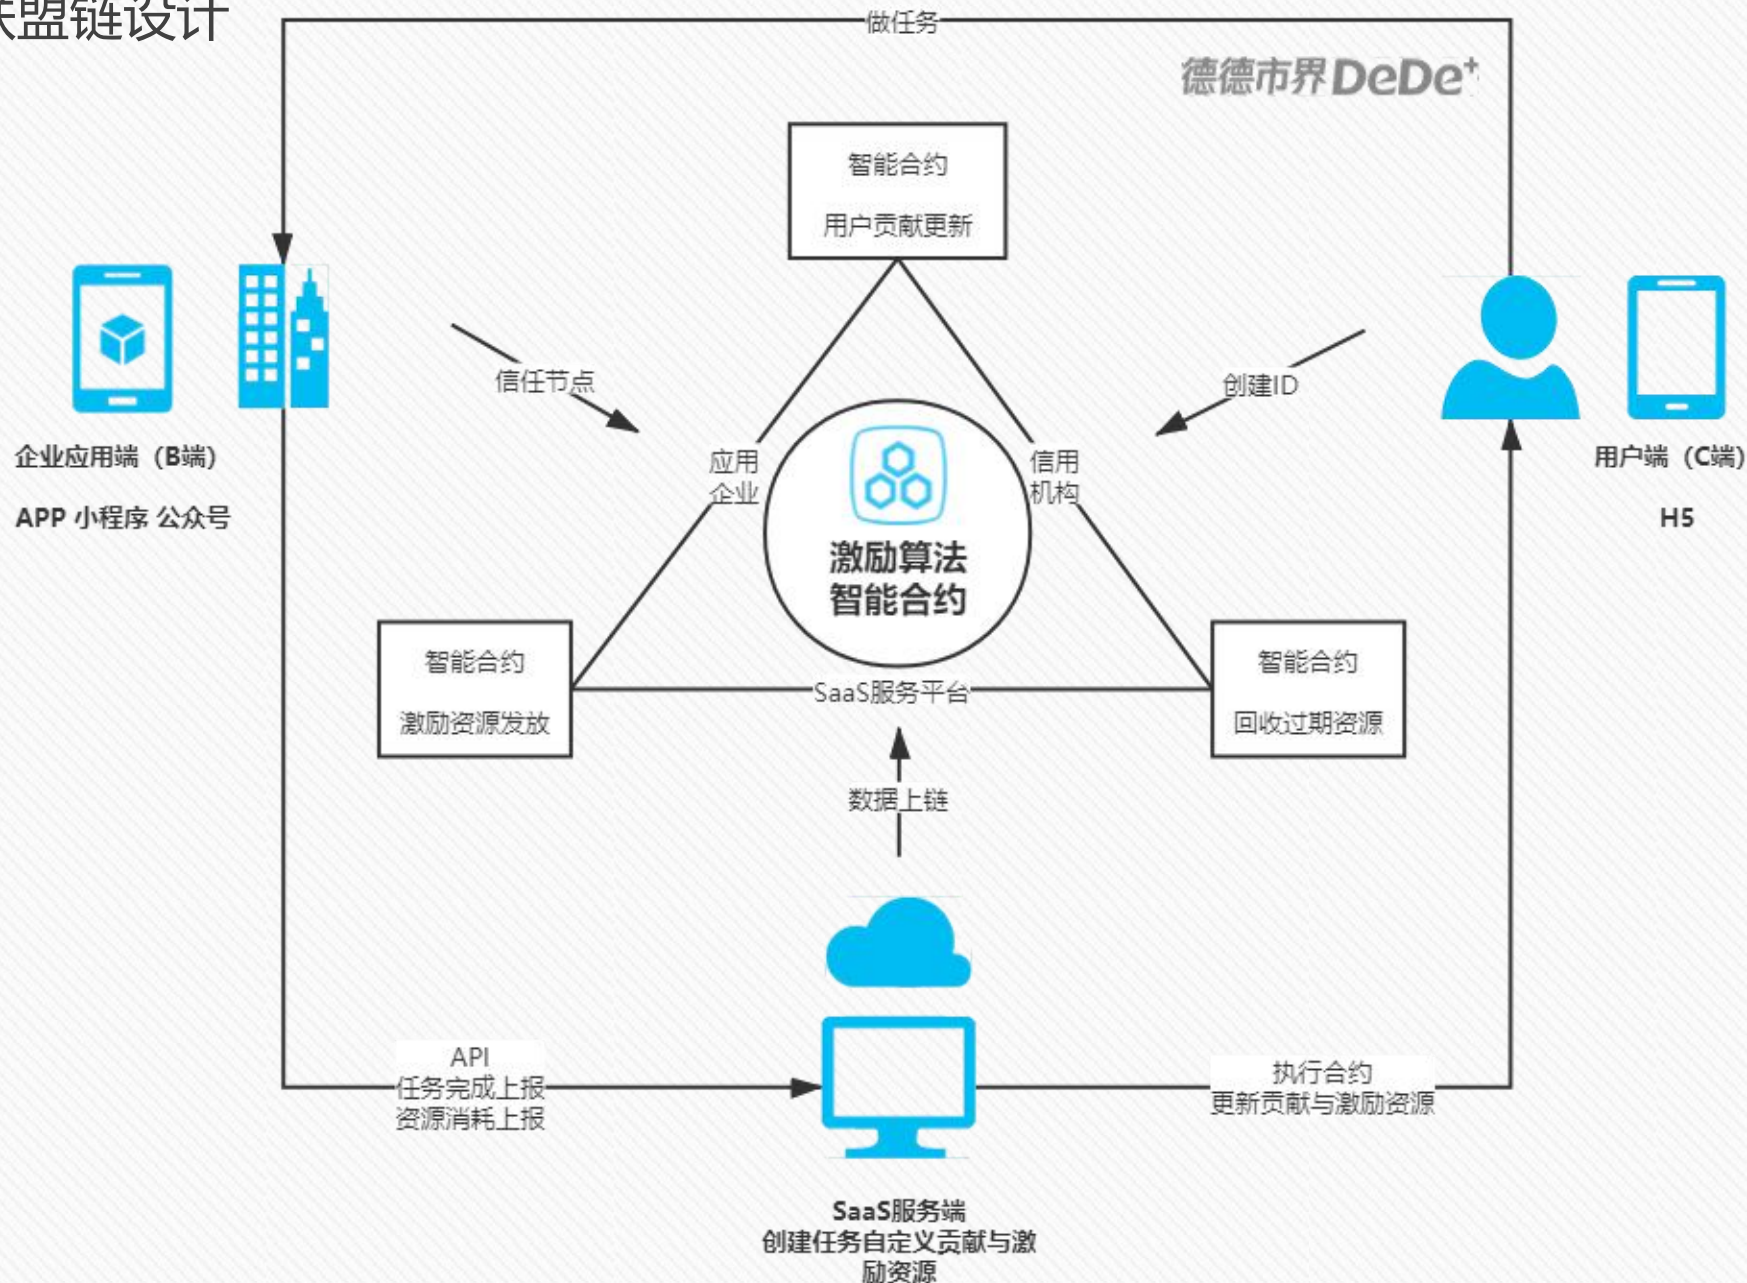 联盟链设计
做任务
德德市界DeDe+
智能合约
用户贡献更新
信任节点
创建ID
企业应用端（B端）
APP 小程序 公众号
用户端（C端）
H5
应用
企业
信用
机构
激励算法
智能合约
智能合约
激励资源发放
SaaS服务平台
智能合约
回收过期资源
数据上链
API
任务完成上报
资源消耗上报
执行合约
更新贡献与激励资源
SaaS服务端
创建任务自定义贡献与激
励资源